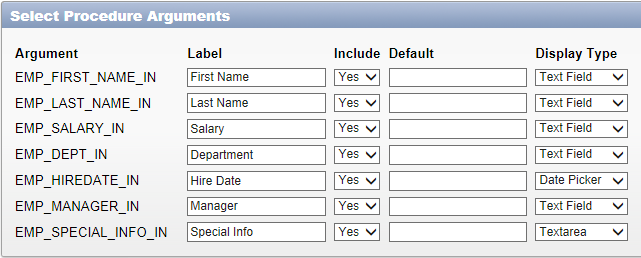 Select Procedure Arguments
Argument Label Include Default Display Type
EMP_FIRST_NAME_IN First Name Yes Text Field
EMP_LAST_NAME_IN Last Name Yes Text Field
EMP_SALARY_IN Salary Yes Text Field
EMP_DEPT_IN Department Yes Text Field
EMP_HIREDATE_IN Hire Date Yes Date Picker
EMP_MANAGER_IN Manager Yes Text Field
EMP_SPECIAL_INFO_IN Special Info Yes Textarea